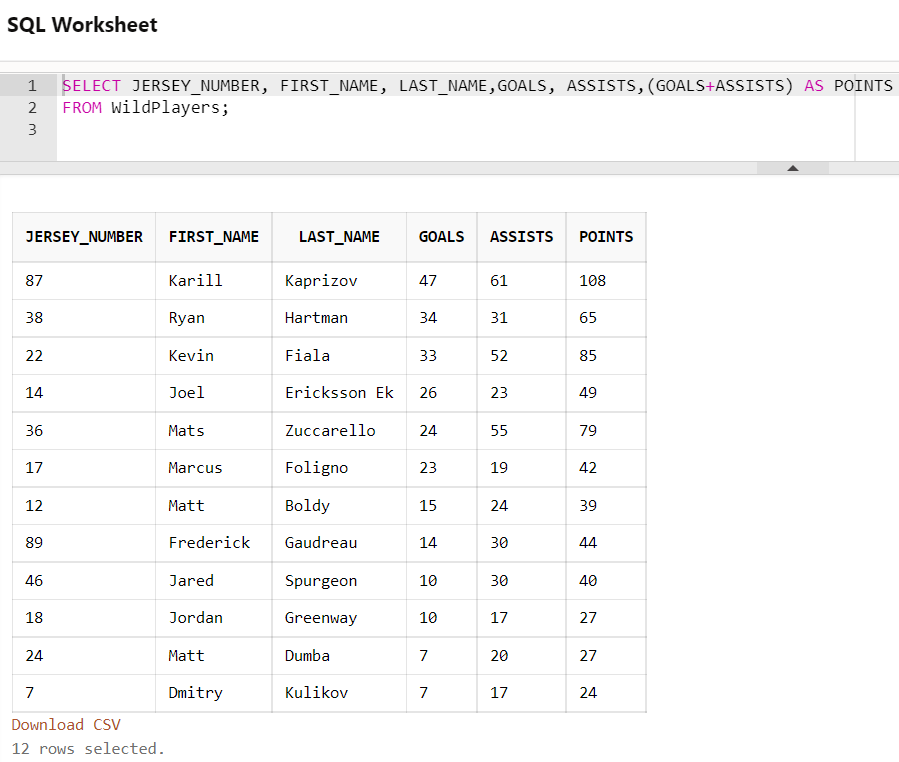 SQL Worksheet
1 SELECT JERSEY_NUMBER, FIRST_NAME, LAST_NAME,GOALS, ASSISTS,(GOALS+ASSISTS) AS POINTS
2 FROM WildPlayers;
3
JERSEY_NUMBER FIRST_NAME LAST_NAME GOALS ASSISTS POINTS
87 Karill Kaprizov 47 61 108
38 Ryan Hartman 34 31 65
22 Kevin Fiala 33 52 85
14 Joel Ericksson Ek 26 23 49
36 Mats Zuccarello 24 55 79
17 Marcus Foligno 23 19 42
12 Matt Boldy 15 24 39
89 Frederick Gaudreau 14 30 44
46 Jared Spurgeon 10 30 40
18 Jordan Greenway 10 17 27
24 Matt Dumba 7 20 27
7 Dmitry Kulikov 7 17 24
Download CSV
12 rows selected.